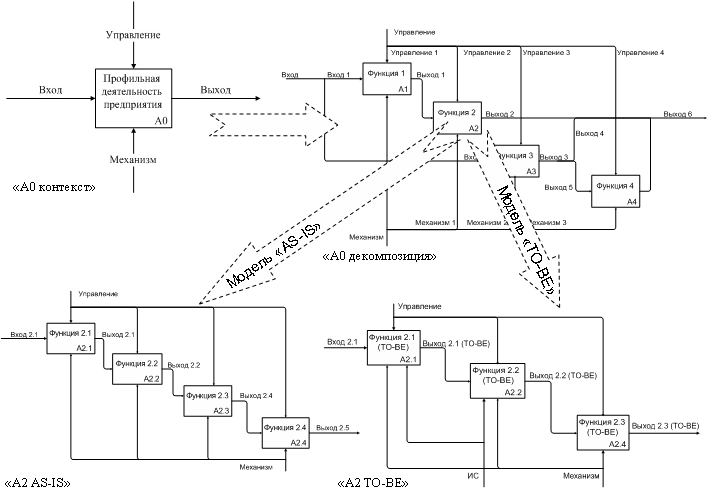 Управление
Вход
Профильная
деятельность
предприятия
A0
Выход
Механизм
«A0 контекст»
Управление
Управление 1
Управление 2
Управление 3
Управление 4
Вход
Вход 1
Функция 1
A1
Выход 1
Функция 2
A2
Выход 2
Выход 6
Функция 3
A3
Выход 3
Выход 4
Выход 5
Функция 4
A4
Механизм 1
Механизм 2
Механизм 3
Механизм
«A0 декомпозиция»
Модель «AS-IS»
Модель «TO-BE»
Управление
Вход 2.1
Функция 2.1
A2.1
Выход 2.1
Функция 2.2
A2.2
Выход 2.2
Функция 2.3
A2.3
Выход 2.4
Функция 2.4
A2.4
Выход 2.5
Механизм
«A2 AS-IS»
Управление
Вход 2.1
Функция 2.1
(TO-BE)
A2.1
Выход 2.1 (TO-BE)
Функция 2.2
(TO-BE)
A2.2
Выход 2.2 (TO-BE)
Функция 2.3
(TO-BE)
A2.4
Выход 2.3 (TO-BE)
ИС
Механизм
«A2 TO-BE»